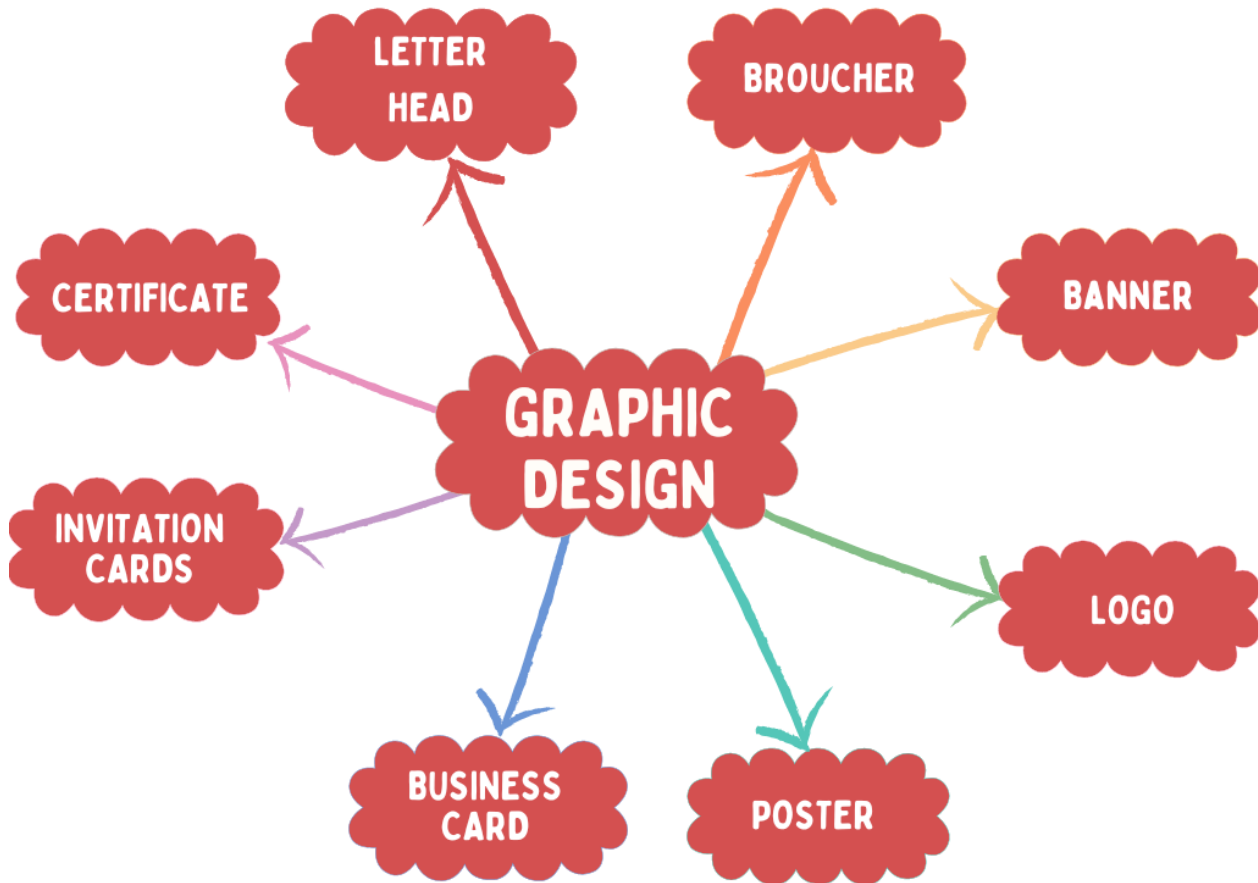 LETTER
HEAD
BROUCHER
CERTIFICATE
BANNER
GRAPHIC
DESIGN
INVITATION
CARDS
LOGO
BUSINESS
CARD
POSTER